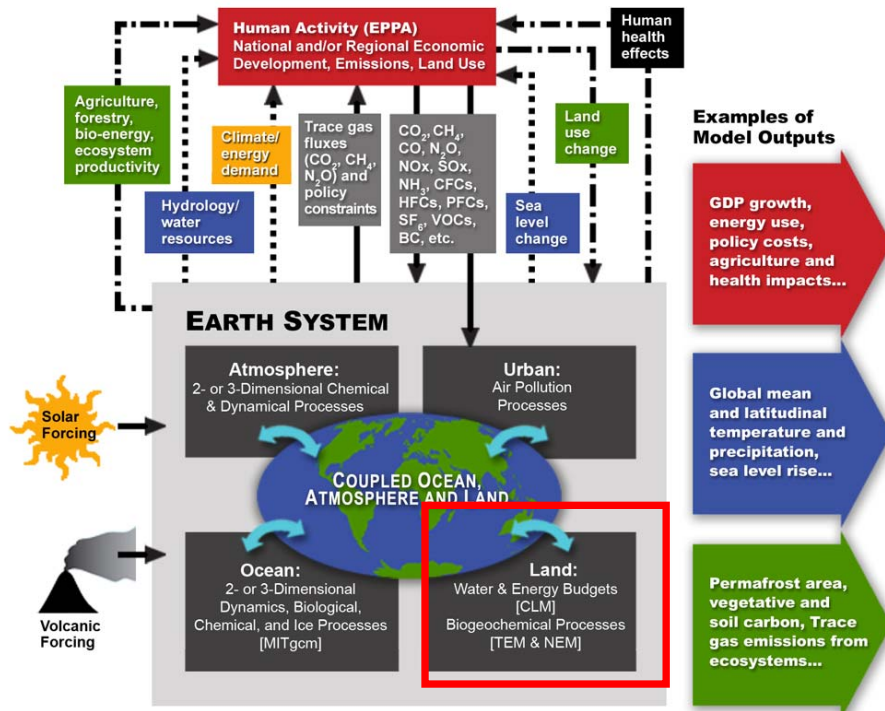 Human Activity (EPPA)
National and/or Regional Economic
Development, Emissions, Land Use
Human
health
effects
Agriculture,
forestry,
bio-energy,
ecosystem
productivity
Hydrology/
water
resources
Climate/
energy
demand
Trace gas
fluxes
(CO₂, CH₄,
N₂O) and
policy
constraints
CO₂, CH₄,
CO, N₂O,
NOx, SOx,
NH₃, CFCs,
HFCs, PFCs,
SF₆, VOCs,
BC, etc.
Sea
level
change
Land
use
change
EARTH SYSTEM
Atmosphere:
2- or 3-Dimensional Chemical
& Dynamical Processes
Urban:
Air Pollution
Processes
COUPLED OCEAN,
ATMOSPHERE AND LAND
Ocean:
2- or 3-Dimensional
Dynamics, Biological,
Chemical, and Ice Processes
[MITgcm]
Land:
Water & Energy Budgets
[CLM]
Biogeochemical Processes
[TEM & NEM]
Solar
Forcing
Volcanic
Forcing
Examples of
Model Outputs
GDP growth,
energy use,
policy costs,
agriculture and
health impacts...
Global mean
and latitudinal
temperature and
precipitation,
sea level rise...
Permafrost area,
vegetative and
soil carbon, Trace
gas emissions from
ecosystems...